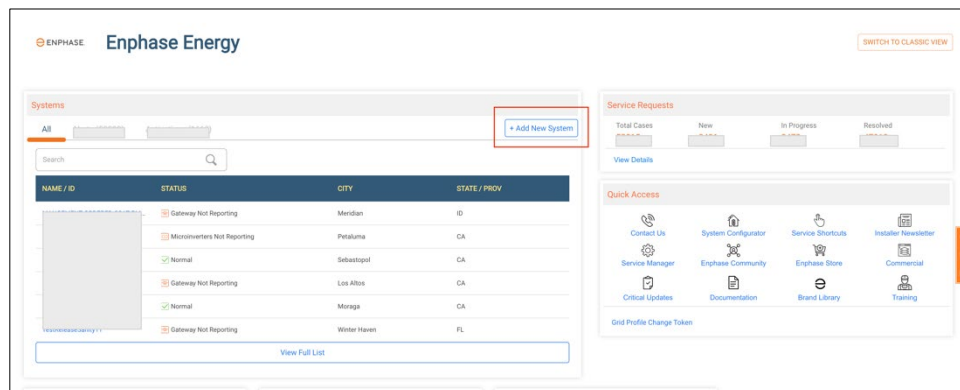 ENPHASE Enphase Energy
SWITCH TO CLASSIC VIEW
Systems
All
+ Add New System
Search
NAME / ID STATUS CITY STATE / PROV
Gateway Not Reporting Meridian ID
Microinverters Not Reporting Petaluma CA
Normal Sebastopol CA
Gateway Not Reporting Los Altos CA
Normal Moraga CA
Gateway Not Reporting Winter Haven FL
View Full List
Service Requests
Total Cases New In Progress Resolved
View Details
Quick Access
Contact Us System Configurator Service Shortcuts Installer Newsletter
Service Manager Enphase Community Enphase Store Commercial
Critical Updates Documentation Brand Library Training
Grid Profile Change Token